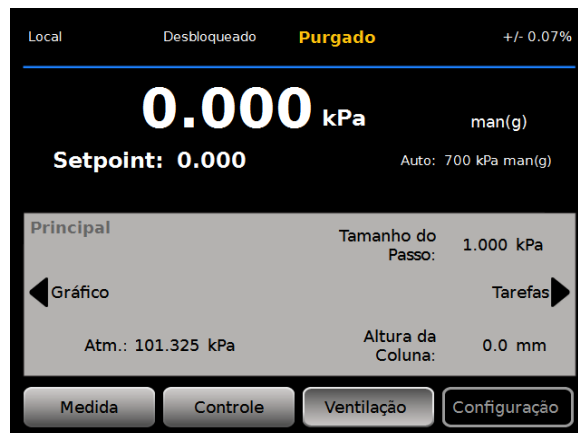 Local Desbloqueado Purgado +/- 0.07%
0.000 kPa man(g)
Setpoint: 0.000 Auto: 700 kPa man(g)
Principal
Tamanho do
Passo: 1.000 kPa
Gráfico Tarefas
Atm.: 101.325 kPa
Altura da
Coluna: 0.0 mm
Medida Controle Ventilação Configuração